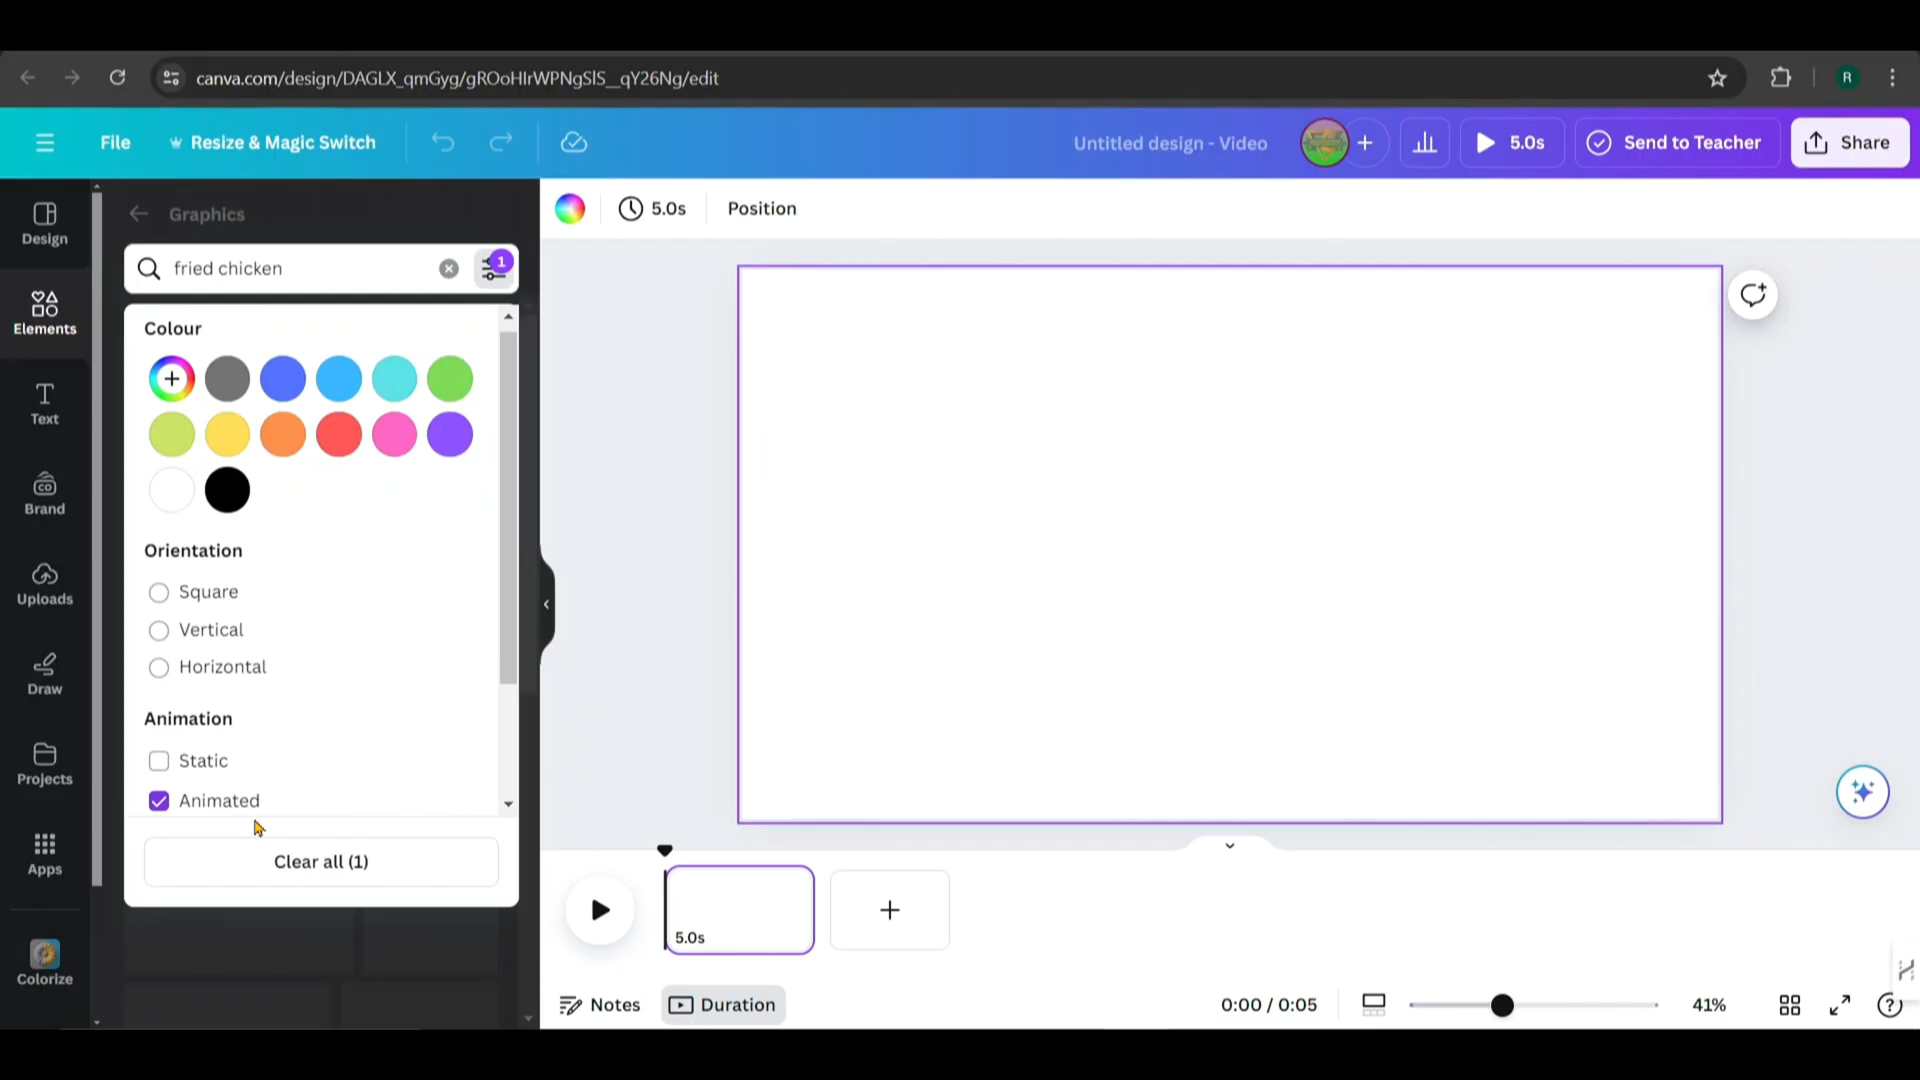 canva.com/design/DAGLX_qmGyg/gROoHIrWPNgSlS__qY26Ng/edit
R
File
Resize & Magic Switch
Untitled design - Video
5.0s
Send to Teacher
Share
Design
Elements
Text
Brand
Uploads
Draw
Projects
Apps
Colorize
Graphics
fried chicken
1
Colour
Orientation
Square
Vertical
Horizontal
Animation
Static
Animated
Clear all (1)
5.0s
Position
5.0s
Notes
Duration
0:00 / 0:05
41%